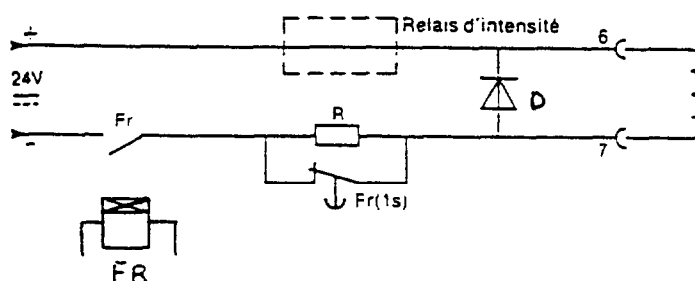 +
Relais d'intensité
6
24V
D
Fr
R
-
7
Fr(1s)
FR